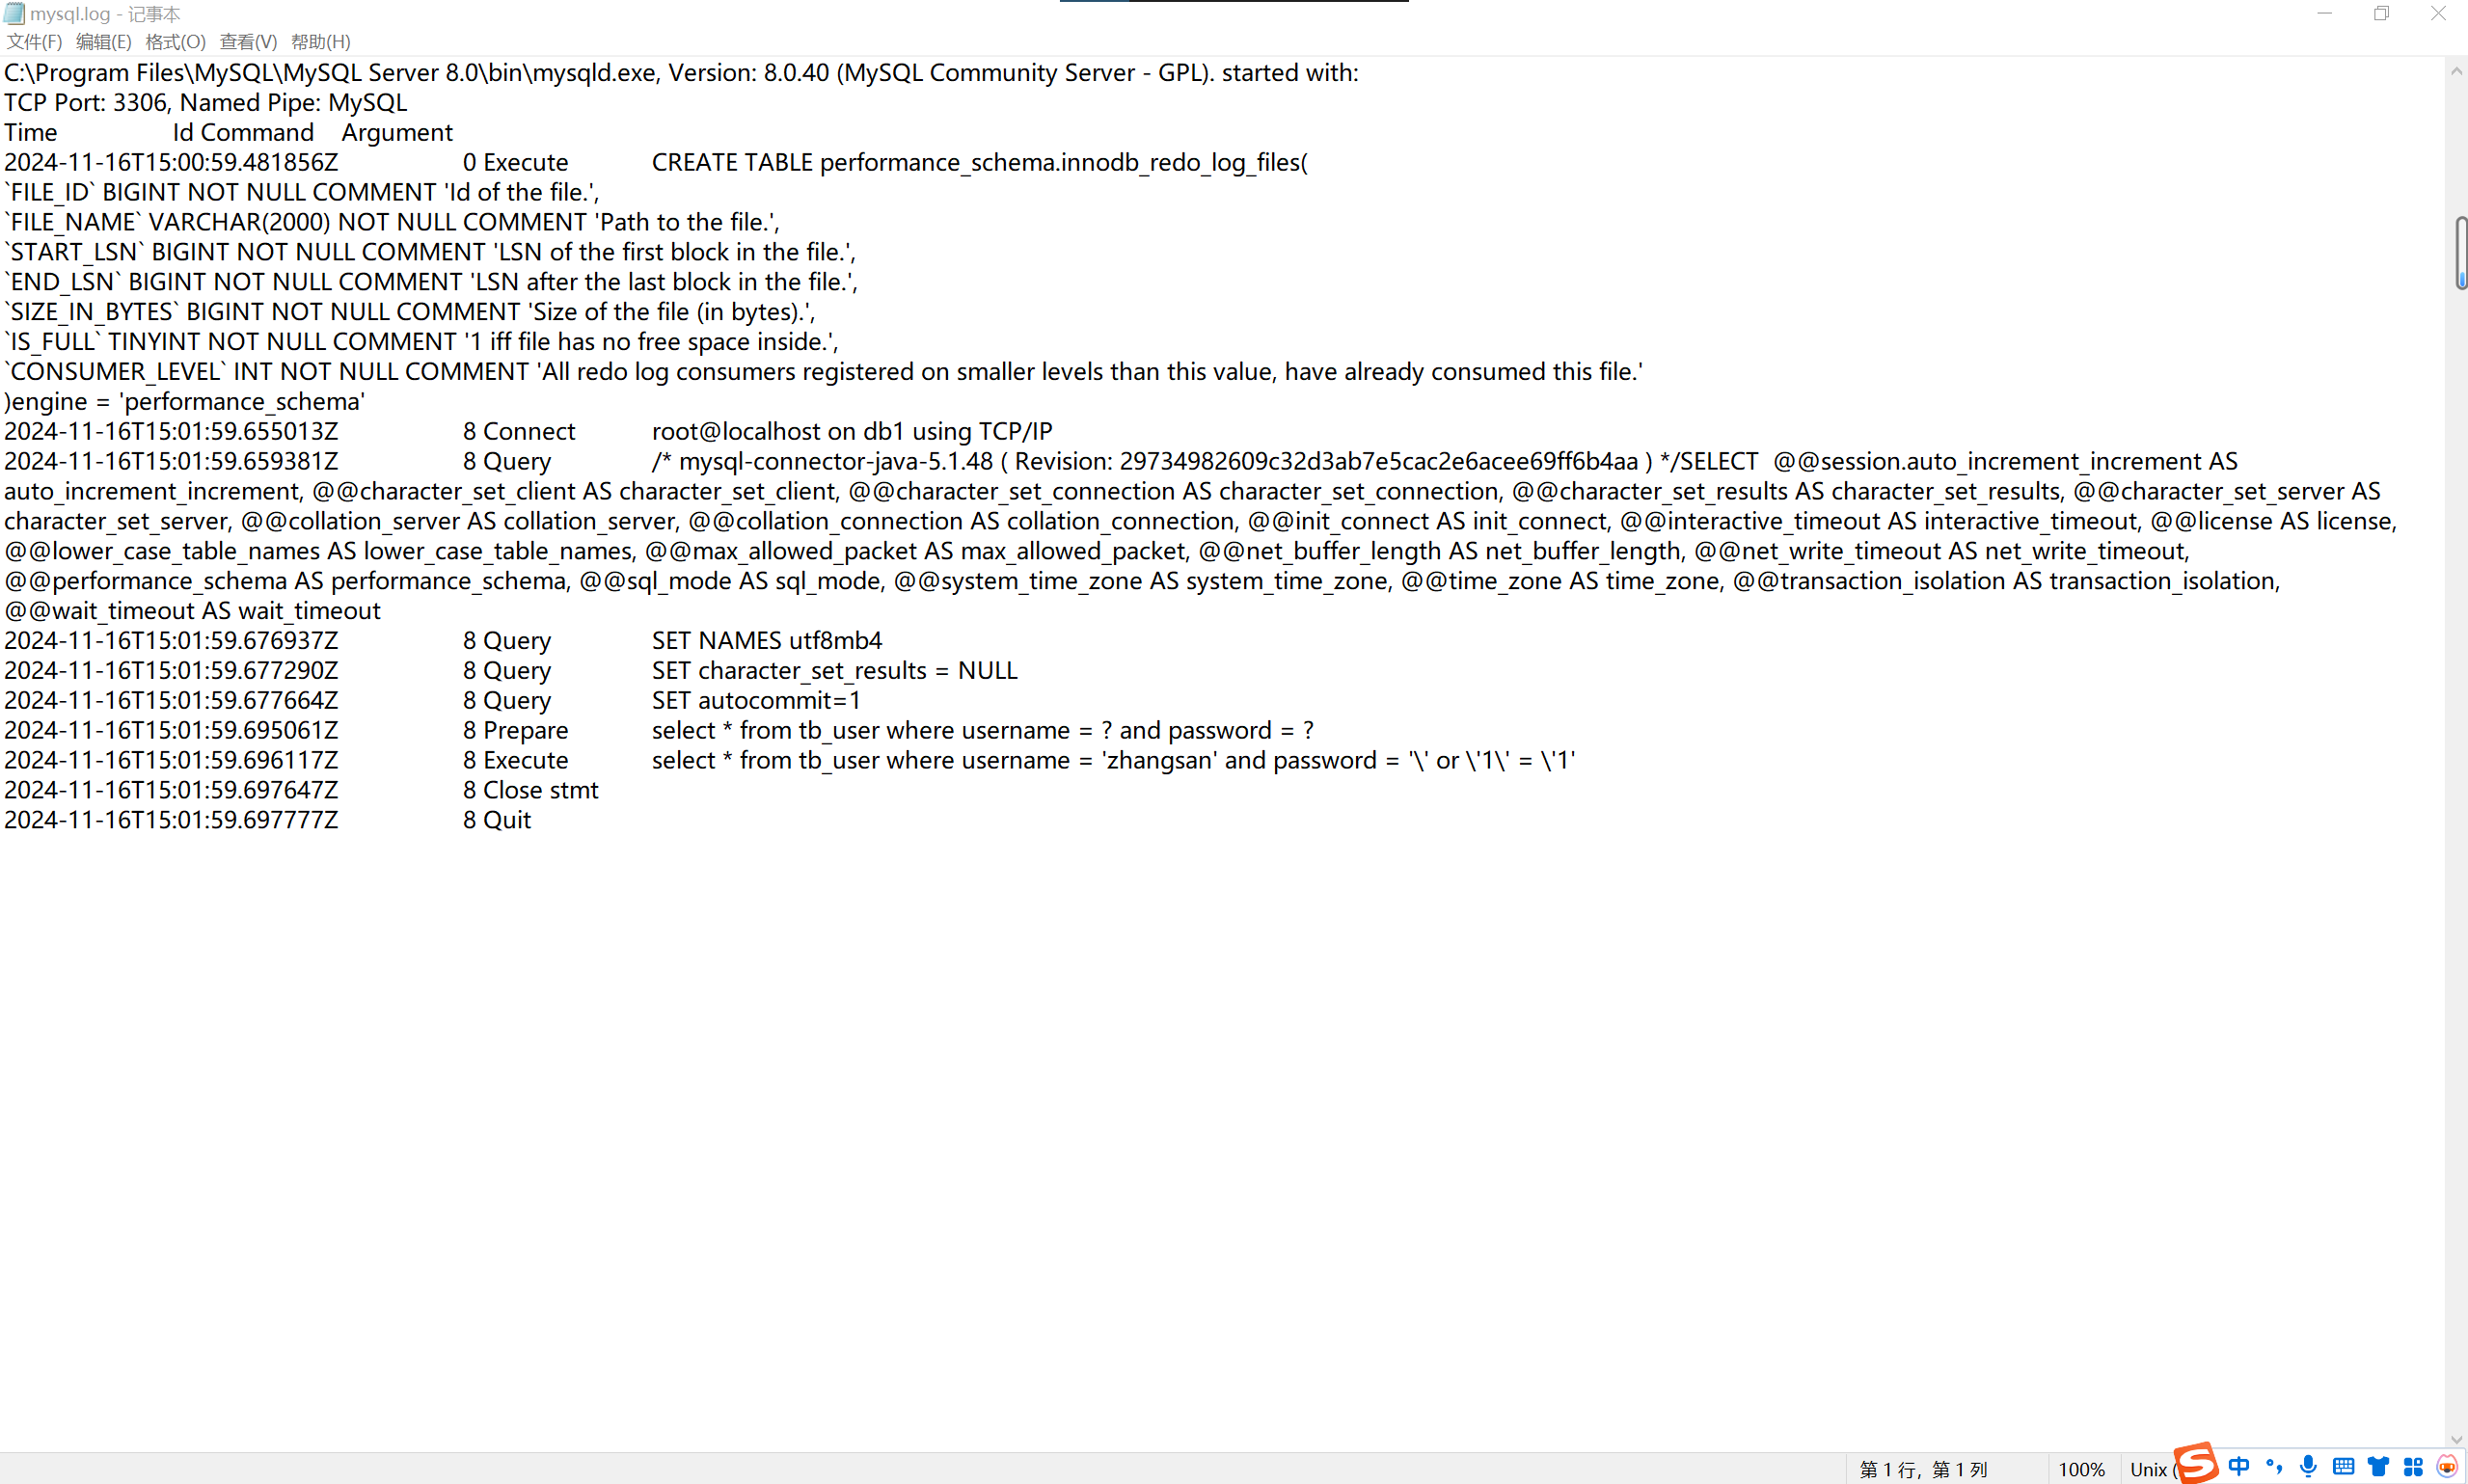 mysql.log - 记事本
文件(F) 编辑(E) 格式(O) 查看(V) 帮助(H)
C:\Program Files\MySQL\MySQL Server 8.0\bin\mysqld.exe, Version: 8.0.40 (MySQL Community Server - GPL). started with:
TCP Port: 3306, Named Pipe: MySQL
Time Id Command Argument
2024-11-16T15:00:59.481856Z 0 Execute CREATE TABLE performance_schema.innodb_redo_log_files(
`FILE_ID` BIGINT NOT NULL COMMENT 'Id of the file.',
`FILE_NAME` VARCHAR(2000) NOT NULL COMMENT 'Path to the file.',
`START_LSN` BIGINT NOT NULL COMMENT 'LSN of the first block in the file.',
`END_LSN` BIGINT NOT NULL COMMENT 'LSN after the last block in the file.',
`SIZE_IN_BYTES` BIGINT NOT NULL COMMENT 'Size of the file (in bytes).',
`IS_FULL` TINYINT NOT NULL COMMENT '1 iff file has no free space inside.',
`CONSUMER_LEVEL` INT NOT NULL COMMENT 'All redo log consumers registered on smaller levels than this value, have already consumed this file.'
)engine = 'performance_schema'
2024-11-16T15:01:59.655013Z 8 Connect root@localhost on db1 using TCP/IP
2024-11-16T15:01:59.659381Z 8 Query /* mysql-connector-java-5.1.48 ( Revision: 29734982609c32d3ab7e5cac2e6acee69ff6b4aa ) */SELECT  @@session.auto_increment_increment AS
auto_increment_increment, @@character_set_client AS character_set_client, @@character_set_connection AS character_set_connection, @@character_set_results AS character_set_results, @@character_set_server AS
character_set_server, @@collation_server AS collation_server, @@collation_connection AS collation_connection, @@init_connect AS init_connect, @@interactive_timeout AS interactive_timeout, @@license AS license,
@@lower_case_table_names AS lower_case_table_names, @@max_allowed_packet AS max_allowed_packet, @@net_buffer_length AS net_buffer_length, @@net_write_timeout AS net_write_timeout,
@@performance_schema AS performance_schema, @@sql_mode AS sql_mode, @@system_time_zone AS system_time_zone, @@time_zone AS time_zone, @@transaction_isolation AS transaction_isolation,
@@wait_timeout AS wait_timeout
2024-11-16T15:01:59.676937Z 8 Query SET NAMES utf8mb4
2024-11-16T15:01:59.677290Z 8 Query SET character_set_results = NULL
2024-11-16T15:01:59.677664Z 8 Query SET autocommit=1
2024-11-16T15:01:59.695061Z 8 Prepare select * from tb_user where username = ? and password = ?
2024-11-16T15:01:59.696117Z 8 Execute select * from tb_user where username = 'zhangsan' and password = '\' or \'1\' = \'1'
2024-11-16T15:01:59.697647Z 8 Close stmt
2024-11-16T15:01:59.697777Z 8 Quit
第 1 行，第 1 列 100% Unix ( 中